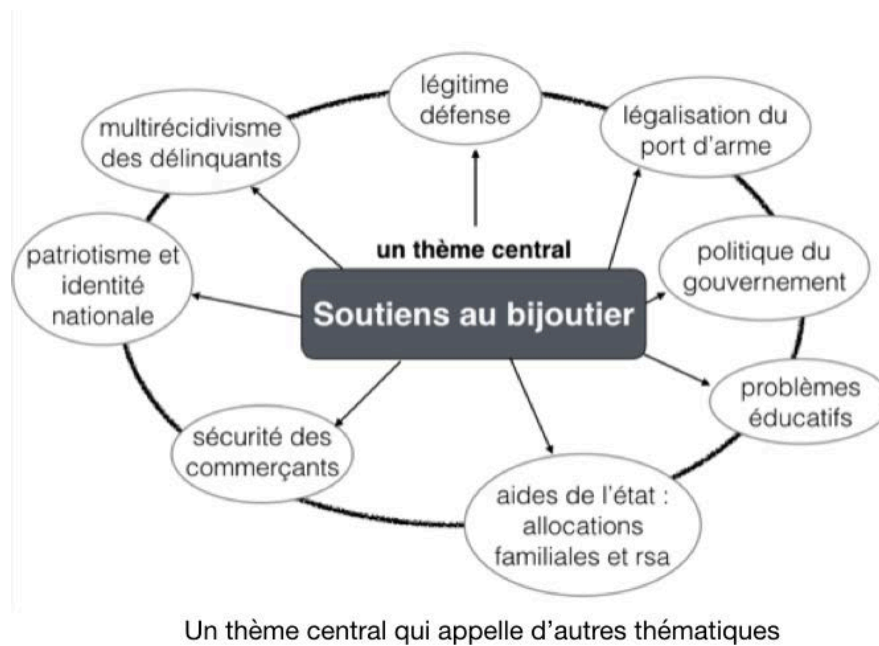 légitime
défense
légalisation du
port d'arme
multirécidivisme
des délinquants
un thème central
politique du
gouvernement
patriotisme et
identité
nationale
Soutiens au bijoutier
problèmes
éducatifs
sécurité des
commerçants
aides de l'état :
allocations
familiales et rsa
Un thème central qui appelle d'autres thématiques